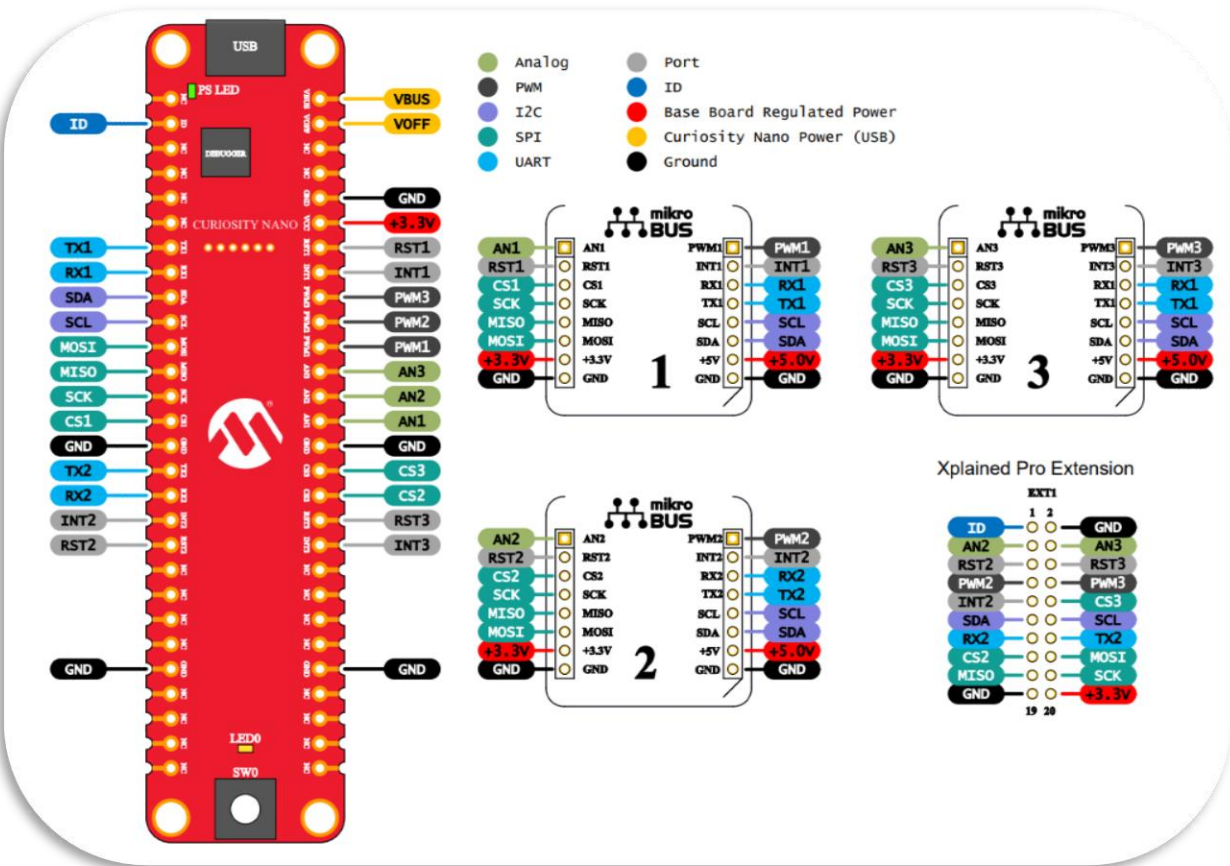 USB
PS LED
ID
DEBUGGER
CURIOSITY NANO
TX1
RX1
SDA
SCL
MOSI
MISO
SCK
CS1
GND
TX2
RX2
INT2
RST2
GND
VBUS
VOFF
GND
+3.3V
RST1
INT1
PWM3
PWM2
PWM1
AN3
AN2
AN1
GND
CS3
CS2
RST3
INT3
GND
LED0
SW0
Analog
PWM
I2C
SPI
UART
Port
ID
Base Board Regulated Power
Curiosity Nano Power (USB)
Ground
mikro
BUS
AN1 AN1 PWM1 PWM1
RST1 RST1 INT1 INT1
CS1 CS1 RX1 RX1
SCK SCK TX1 TX1
MISO MISO SCL SCL
MOSI MOSI SDA SDA
+3.3V +3.3V +5V +5.0V
GND GND GND GND
1
mikro
BUS
AN3 AN3 PWM3 PWM3
RST3 RST3 INT3 INT3
CS3 CS3 RX1 RX1
SCK SCK TX1 TX1
MISO MISO SCL SCL
MOSI MOSI SDA SDA
+3.3V +3.3V +5V +5.0V
GND GND GND GND
3
mikro
BUS
AN2 AN2 PWM2 PWM2
RST2 RST2 INT2 INT2
CS2 CS2 RX2 RX2
SCK SCK TX2 TX2
MISO MISO SCL SCL
MOSI MOSI SDA SDA
+3.3V +3.3V +5V +5.0V
GND GND GND GND
2
Xplained Pro Extension
EXT1
1 2
ID GND
AN2 AN3
RST2 RST3
PWM2 PWM3
INT2 CS3
SDA SCL
RX2 TX2
CS2 MOSI
MISO SCK
GND +3.3V
19 20